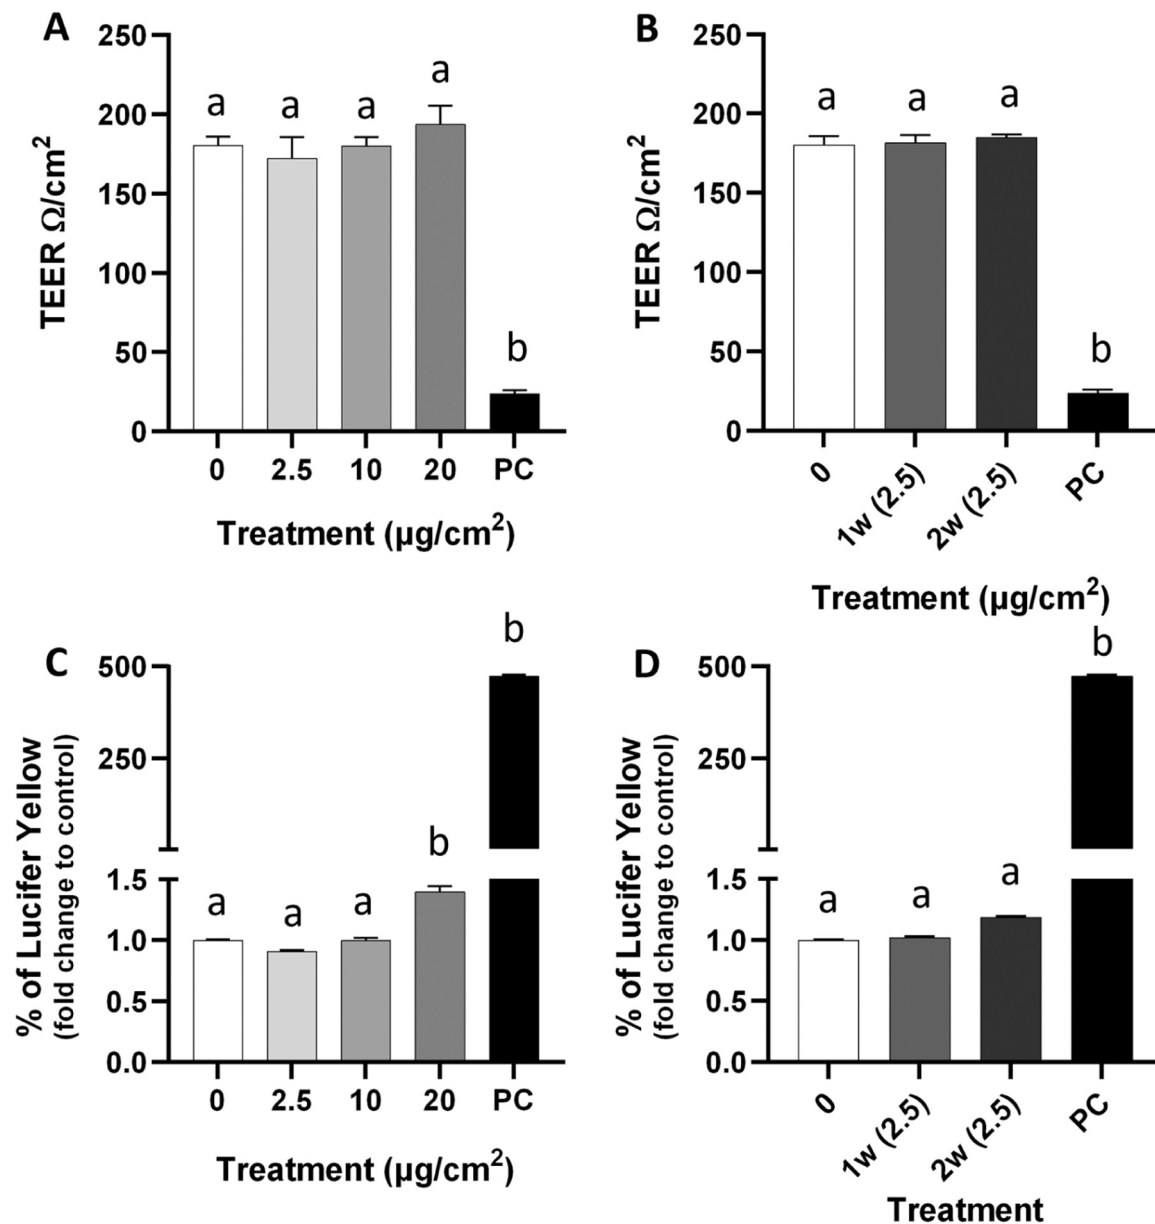 A
TEER Ω/cm²
250
200
150
100
50
0
a
a
a
a
b
0 2.5 10 20 PC
Treatment (µg/cm²)
B
TEER Ω/cm²
250
200
150
100
50
0
a
a
a
b
0 1w (2.5) 2w (2.5) PC
Treatment (µg/cm²)
C
% of Lucifer Yellow
(fold change to control)
500
250
1.5
1.0
0.5
0.0
a
a
a
b
b
0 2.5 10 20 PC
Treatment (µg/cm²)
D
% of Lucifer Yellow
(fold change to control)
500
250
1.5
1.0
0.5
0.0
a
a
a
b
0 1w (2.5) 2w (2.5) PC
Treatment